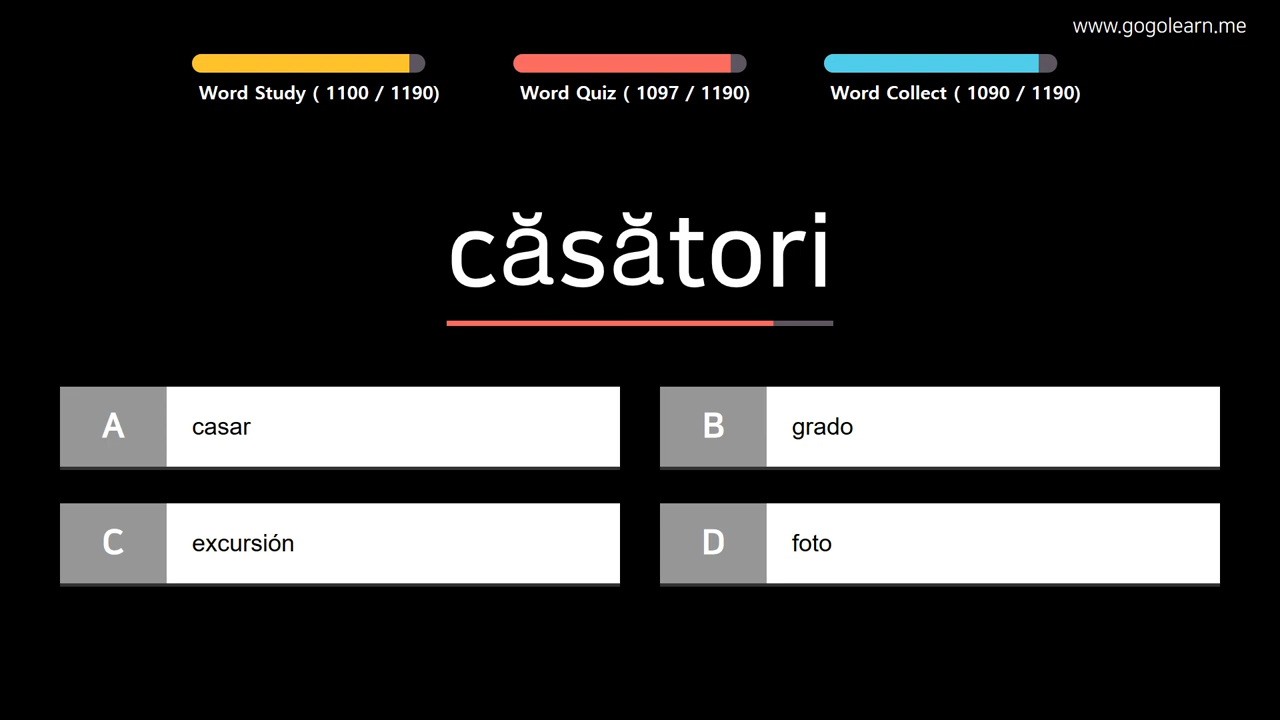 www.gogolearn.me
Word Study ( 1100 / 1190)
Word Quiz ( 1097 / 1190)
Word Collect ( 1090 / 1190)
căsători
A casar
B grado
C excursión
D foto